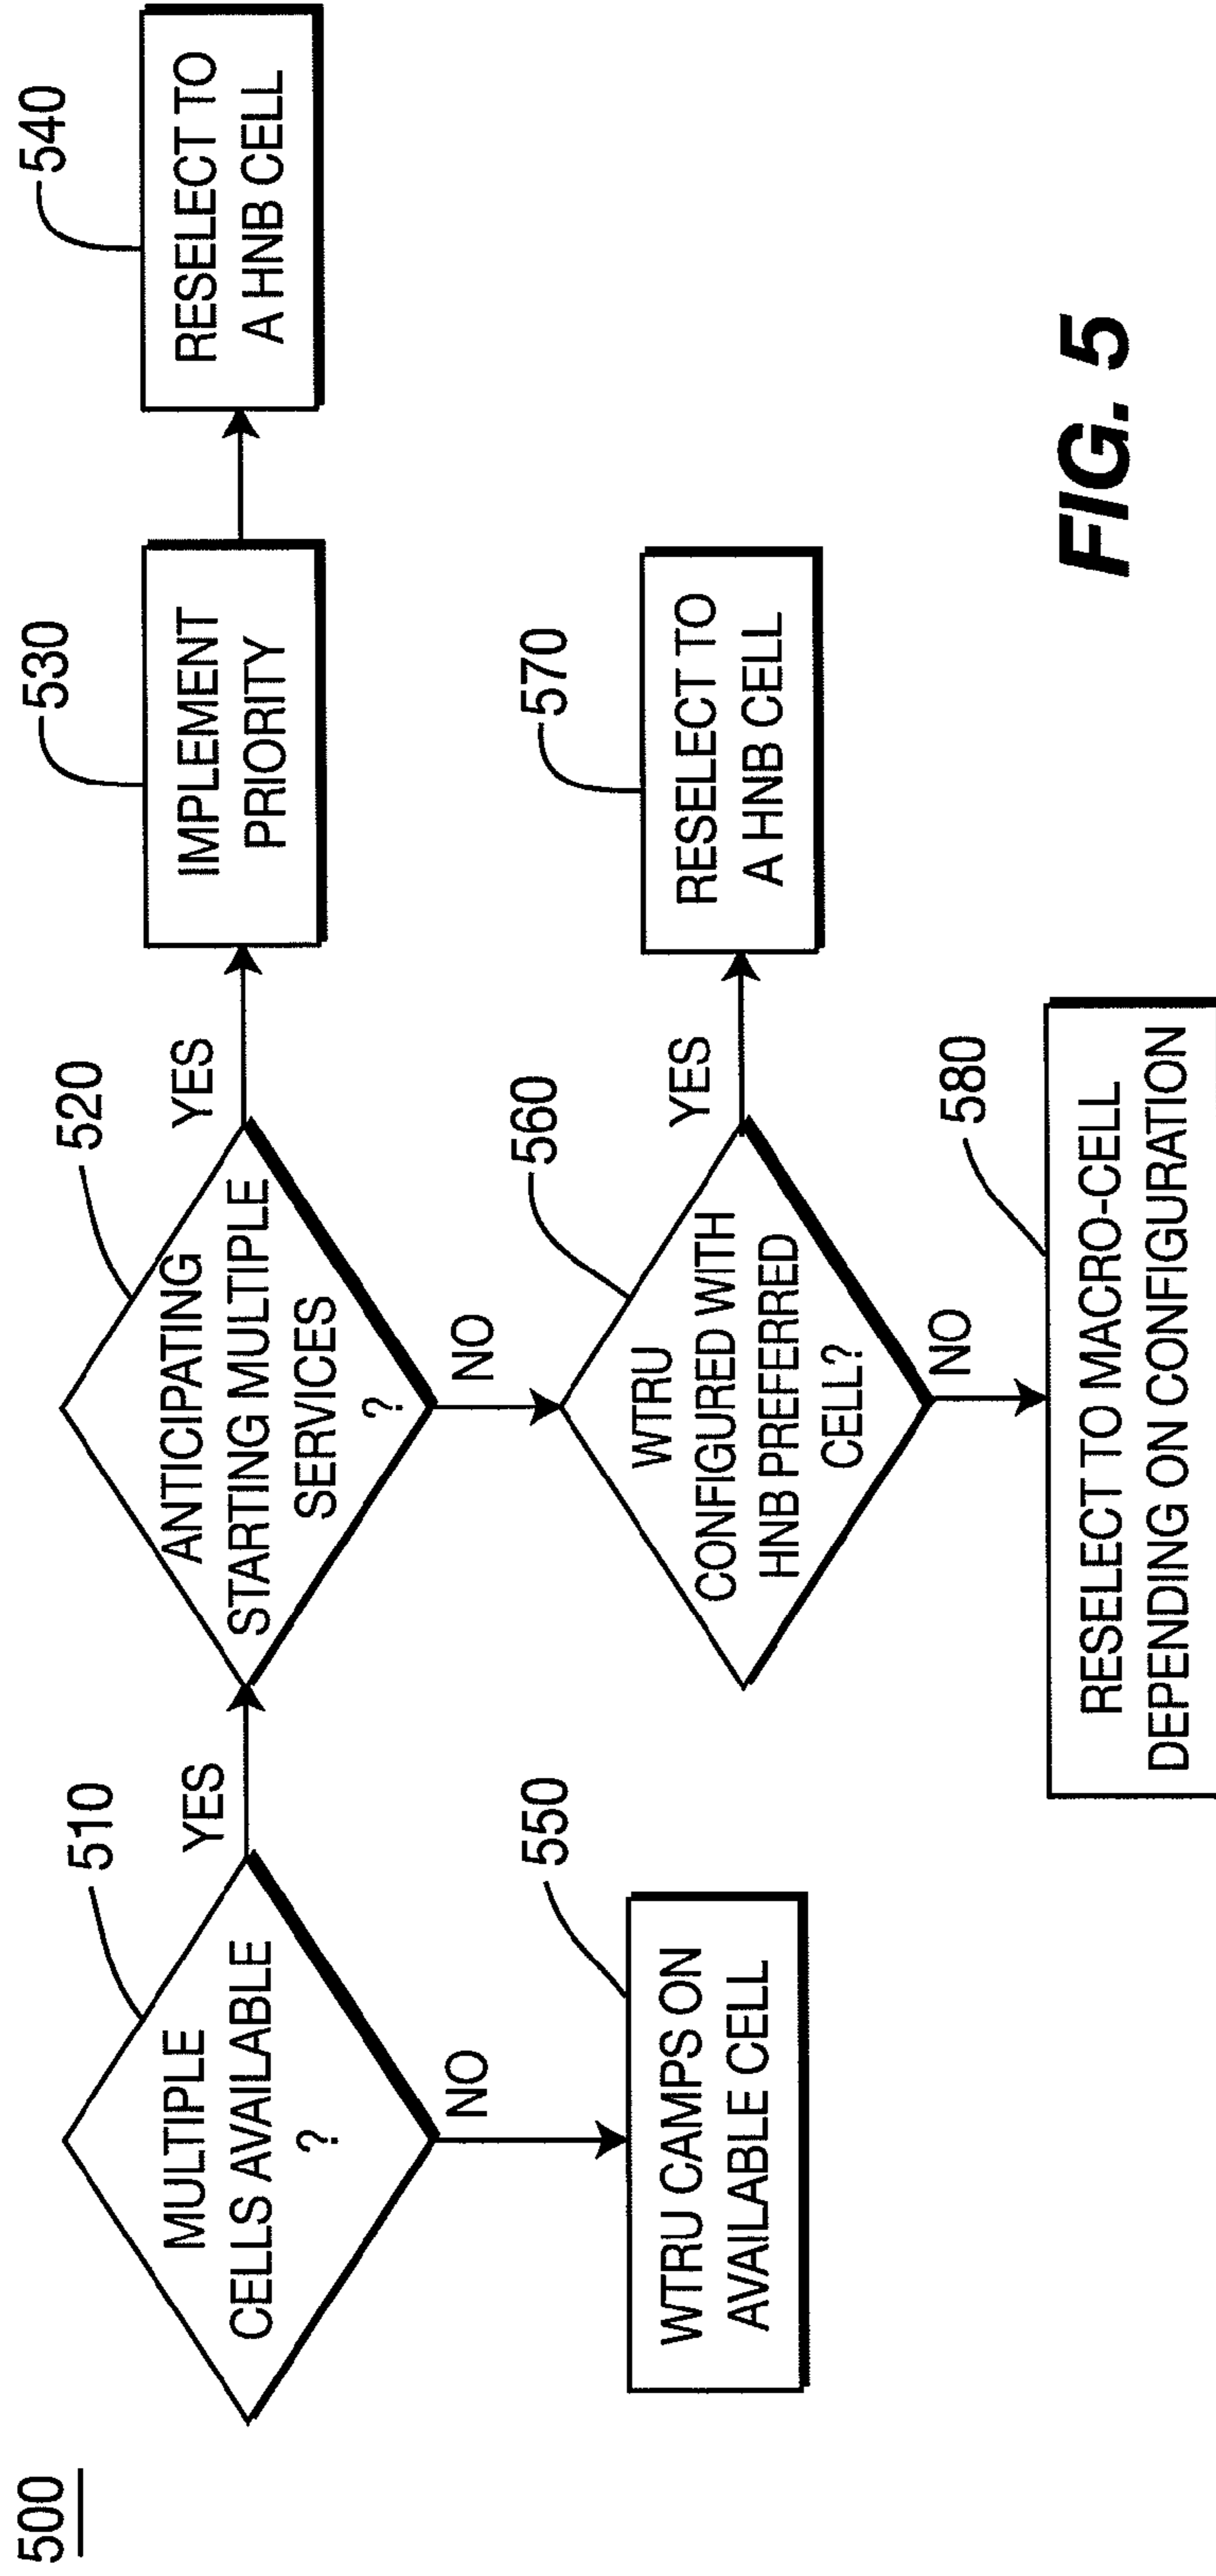 500
510
MULTIPLE
CELLS AVAILABLE
?
YES
NO
520
ANTICIPATING
STARTING MULTIPLE
SERVICES
?
YES
NO
530
IMPLEMENT
PRIORITY
540
RESELECT TO
A HNB CELL
550
WTRU CAMPS ON
AVAILABLE CELL
560
WTRU
CONFIGURED WITH
HNB PREFERRED
CELL?
YES
NO
570
RESELECT TO
A HNB CELL
580
RESELECT TO MACRO-CELL
DEPENDING ON CONFIGURATION
FIG. 5